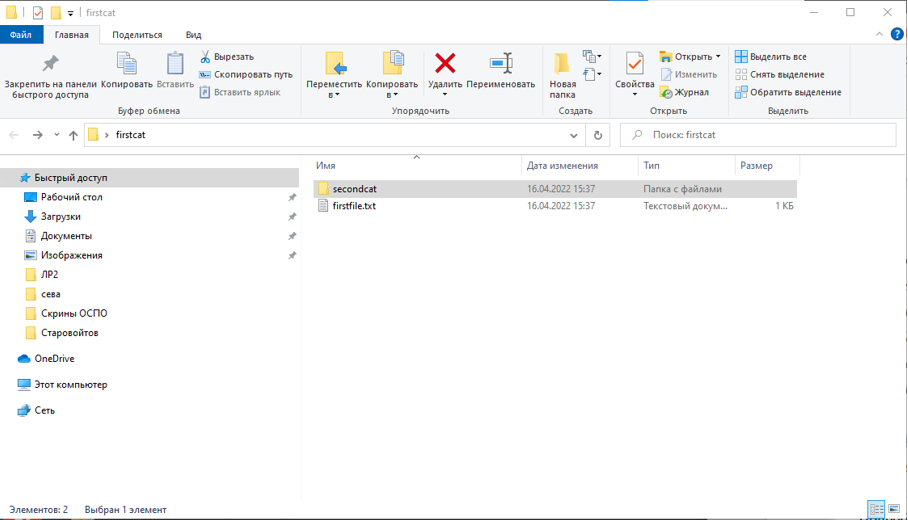 firstcat
Файл Главная Поделиться Вид
Закрепить на панели быстрого доступа
Копировать
Вставить
Вырезать
Скопировать путь
Вставить ярлык
Буфер обмена
Переместить в
Копировать в
Удалить
Переименовать
Упорядочить
Новая папка
Создать
Свойства
Открыть
Изменить
Журнал
Открыть
Выделить все
Снять выделение
Обратить выделение
Выделить
firstcat
Поиск: firstcat
Имя Дата изменения Тип Размер
secondcat 16.04.2022 15:37 Папка с файлами
firstfile.txt 16.04.2022 15:37 Текстовый докум... 1 КБ
Быстрый доступ
Рабочий стол
Загрузки
Документы
Изображения
ЛР2
сева
Скрины ОСПО
Старовойтов
OneDrive
Этот компьютер
Сеть
Элементов: 2 Выбран 1 элемент